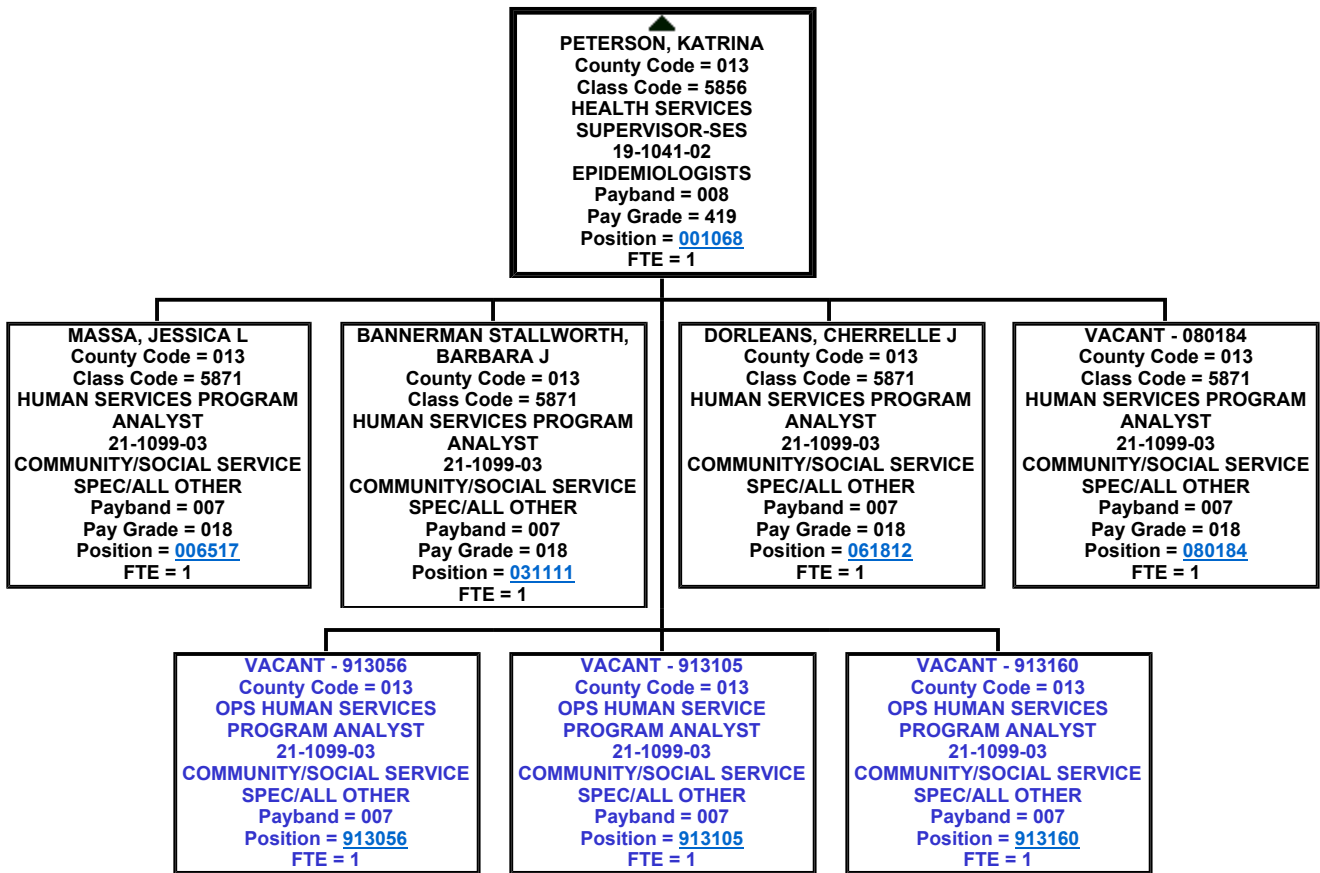 PETERSON, KATRINA
County Code = 013
Class Code = 5856
HEALTH SERVICES
SUPERVISOR-SES
19-1041-02
EPIDEMIOLOGISTS
Payband = 008
Pay Grade = 419
Position = 001068
FTE = 1
MASSA, JESSICA L
County Code = 013
Class Code = 5871
HUMAN SERVICES PROGRAM
ANALYST
21-1099-03
COMMUNITY/SOCIAL SERVICE
SPEC/ALL OTHER
Payband = 007
Pay Grade = 018
Position = 006517
FTE = 1
BANNERMAN STALLWORTH,
BARBARA J
County Code = 013
Class Code = 5871
HUMAN SERVICES PROGRAM
ANALYST
21-1099-03
COMMUNITY/SOCIAL SERVICE
SPEC/ALL OTHER
Payband = 007
Pay Grade = 018
Position = 031111
FTE = 1
DORLEANS, CHERRELLE J
County Code = 013
Class Code = 5871
HUMAN SERVICES PROGRAM
ANALYST
21-1099-03
COMMUNITY/SOCIAL SERVICE
SPEC/ALL OTHER
Payband = 007
Pay Grade = 018
Position = 061812
FTE = 1
VACANT - 080184
County Code = 013
Class Code = 5871
HUMAN SERVICES PROGRAM
ANALYST
21-1099-03
COMMUNITY/SOCIAL SERVICE
SPEC/ALL OTHER
Payband = 007
Pay Grade = 018
Position = 080184
FTE = 1
VACANT - 913056
County Code = 013
OPS HUMAN SERVICES
PROGRAM ANALYST
21-1099-03
COMMUNITY/SOCIAL SERVICE
SPEC/ALL OTHER
Payband = 007
Position = 913056
FTE = 1
VACANT - 913105
County Code = 013
OPS HUMAN SERVICE
PROGRAM ANALYST
21-1099-03
COMMUNITY/SOCIAL SERVICE
SPEC/ALL OTHER
Payband = 007
Position = 913105
FTE = 1
VACANT - 913160
County Code = 013
OPS HUMAN SERVICES
PROGRAM ANALYST
21-1099-03
COMMUNITY/SOCIAL SERVICE
SPEC/ALL OTHER
Payband = 007
Position = 913160
FTE = 1